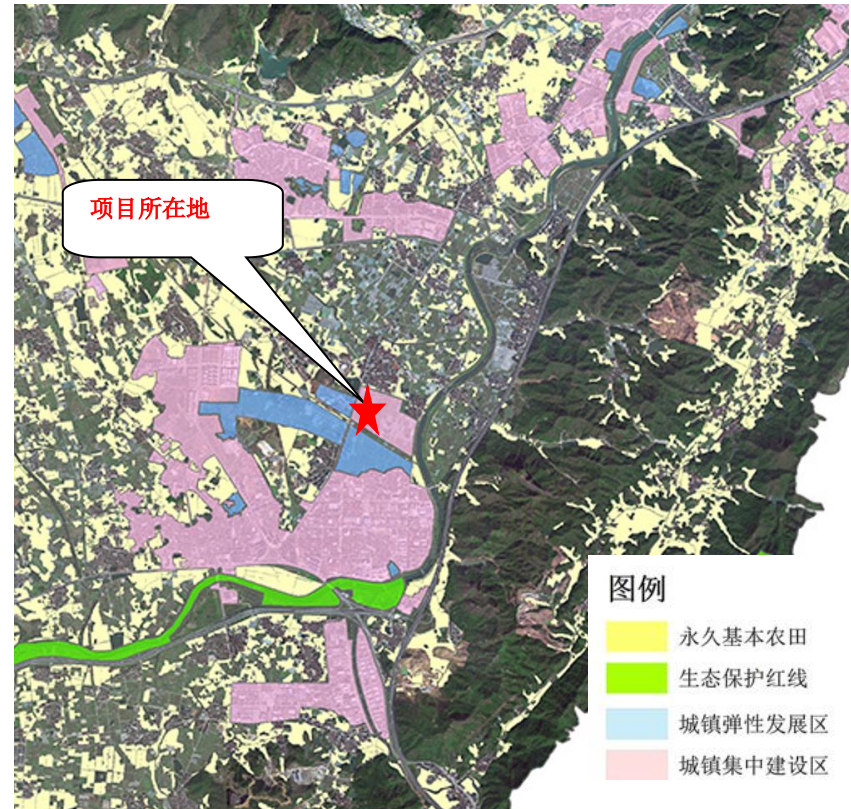 项目所在地
图例
永久基本农田
生态保护红线
城镇弹性发展区
城镇集中建设区